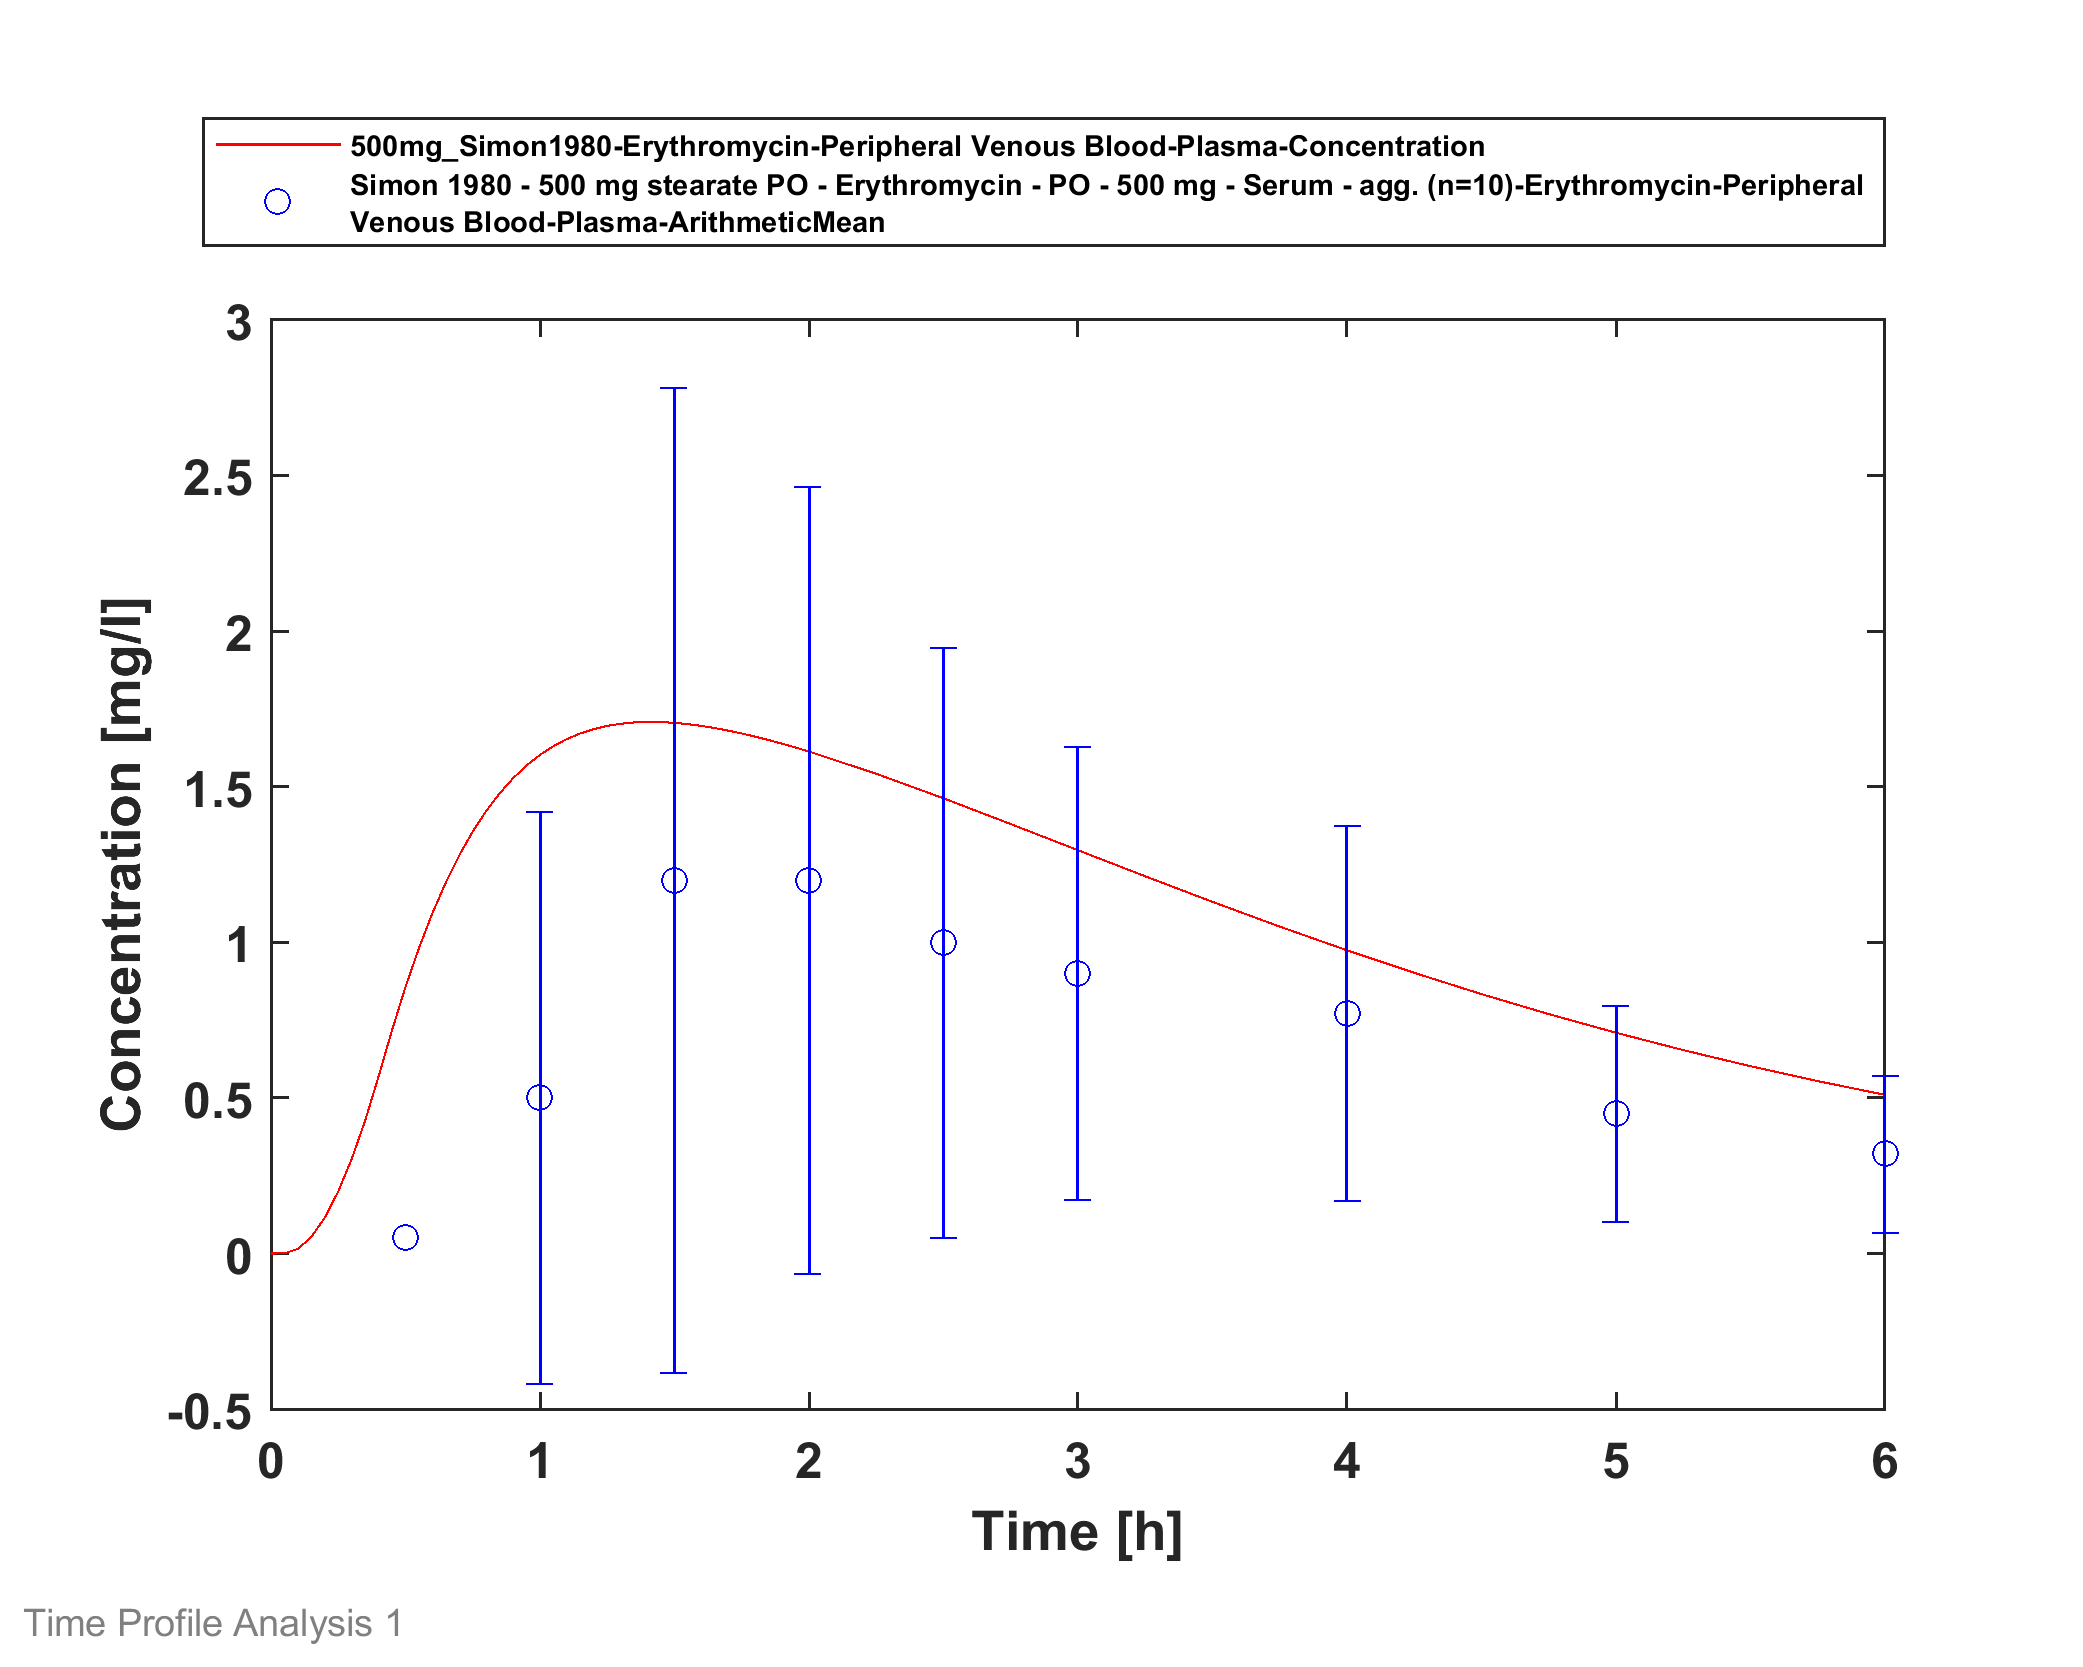 500mg_Simon1980-Erythromycin-Peripheral Venous Blood-Plasma-Concentration
Simon 1980 - 500 mg stearate PO - Erythromycin - PO - 500 mg - Serum - agg. (n=10)-Erythromycin-Peripheral
Venous Blood-Plasma-ArithmeticMean
3
2.5
2
1.5
1
0.5
0
-0.5
Concentration [mg/l]
0 1 2 3 4 5 6
Time [h]
Time Profile Analysis 1